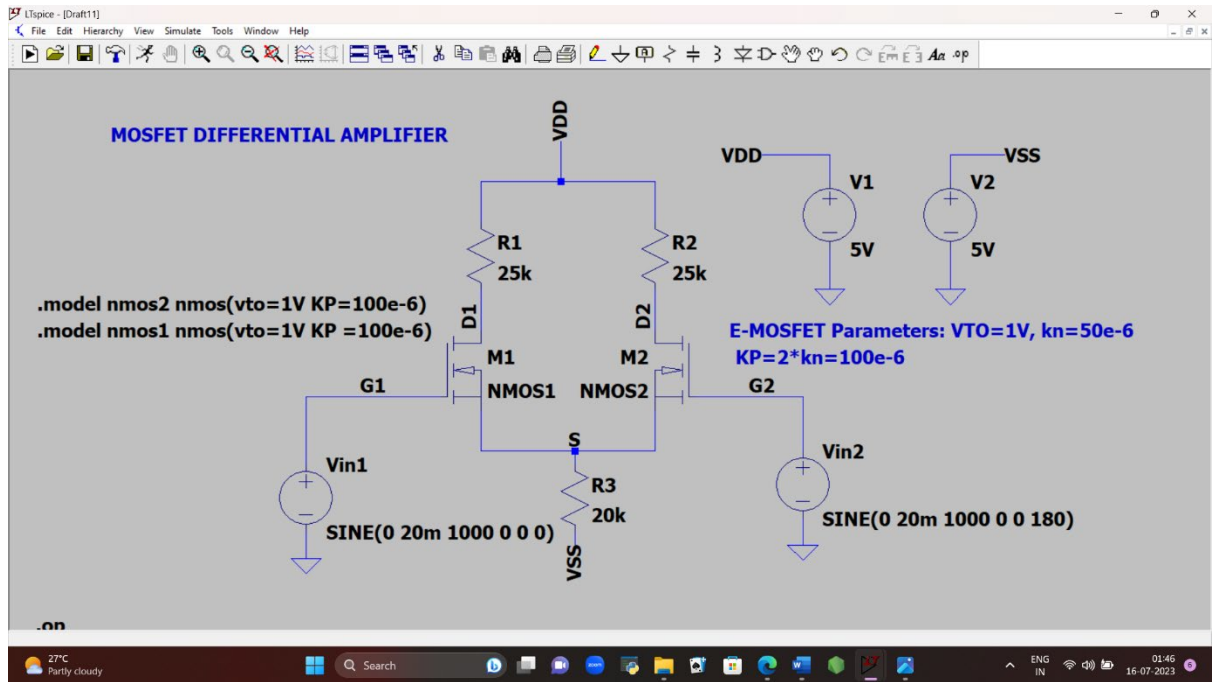 LTspice - [Draft11]
File Edit Hierarchy View Simulate Tools Window Help
MOSFET DIFFERENTIAL AMPLIFIER
VDD
VDD
VSS
V1
V2
5V
5V
R1
25k
R2
25k
.model nmos2 nmos(vto=1V KP=100e-6)
.model nmos1 nmos(vto=1V KP =100e-6)
D1
D2
E-MOSFET Parameters: VTO=1V, kn=50e-6
KP=2*kn=100e-6
M1
M2
G1
NMOS1
NMOS2
G2
S
Vin1
Vin2
R3
20k
SINE(0 20m 1000 0 0 0)
SINE(0 20m 1000 0 0 180)
VSS
.op
27°C
Partly cloudy
Search
ENG
IN
01:46
16-07-2023
6